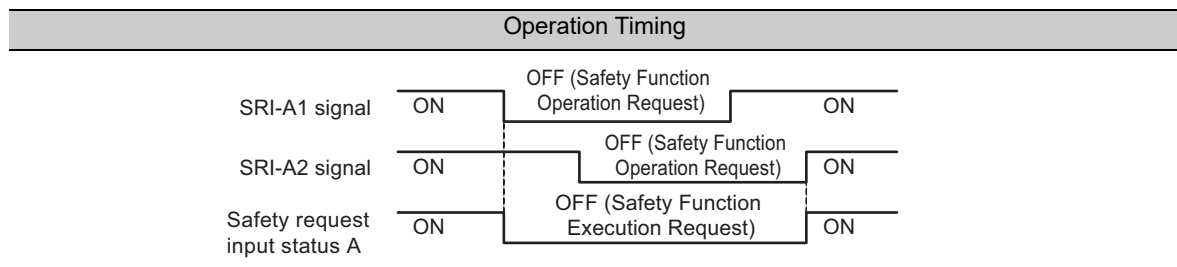 Operation Timing
OFF (Safety Function
Operation Request)
SRI-A1 signal
ON
ON
OFF (Safety Function
Operation Request)
SRI-A2 signal
ON
ON
OFF (Safety Function
Execution Request)
Safety request
input status A
ON
ON